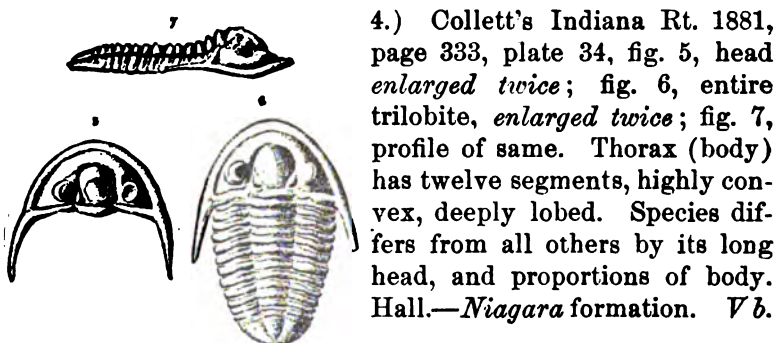 7
5
6
4.) Collett's Indiana Rt. 1881,
page 333, plate 34, fig. 5, head
enlarged twice; fig. 6, entire
trilobite, enlarged twice; fig. 7,
profile of same. Thorax (body)
has twelve segments, highly con-
vex, deeply lobed. Species dif-
fers from all others by its long
head, and proportions of body.
Hall.—Niagara formation. V b.